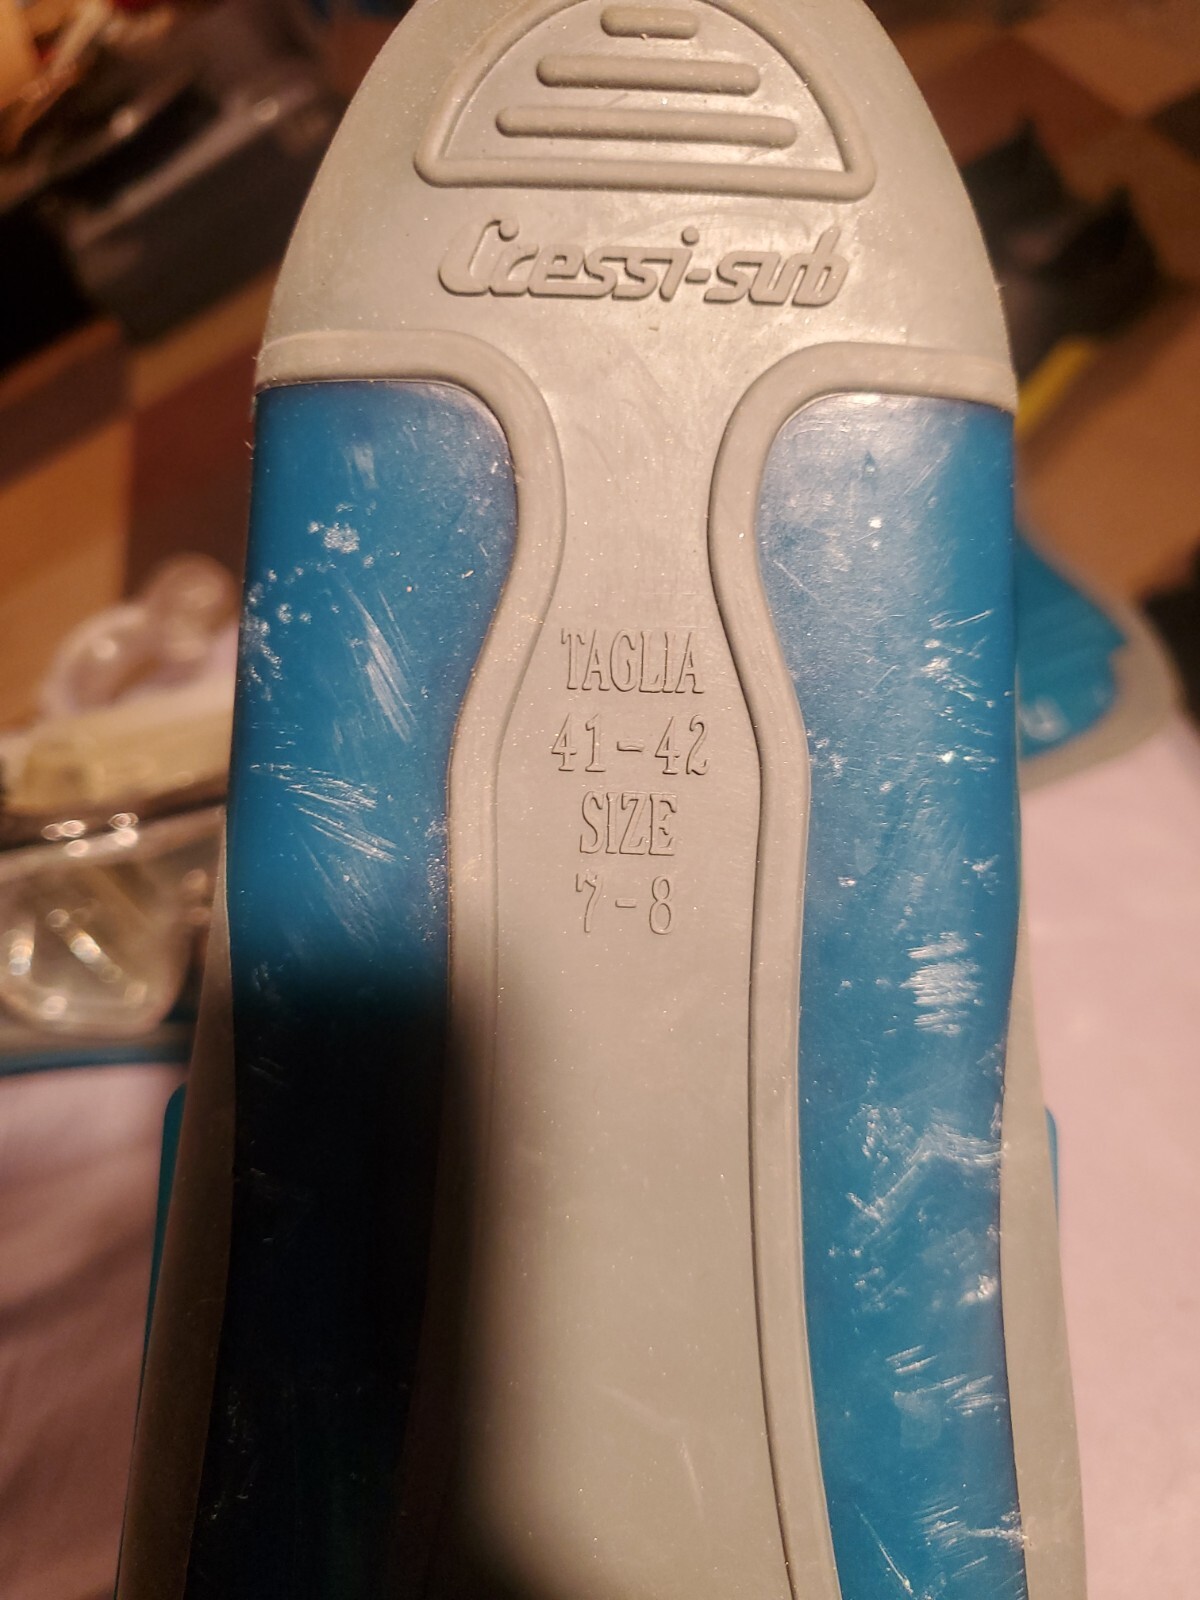 Cressi-sub
TAGLIA
41-42
SIZE
7-8